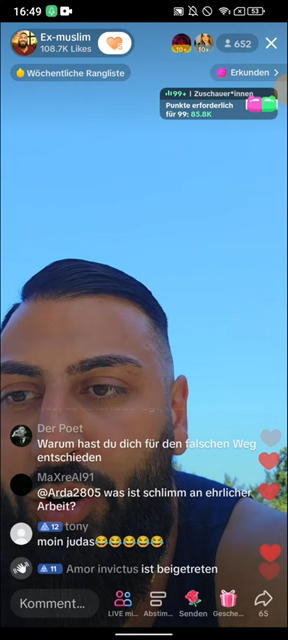 16:49
53
Ex-muslim
108.7K Likes
10+
10+
652
Wöchentliche Rangliste
Erkunden >
99+ | Zuschauer*innen
Punkte erforderlich
für 99: 85.8K
Der Poet
Warum hast du dich für den falschen Weg
entschieden
MaXreAl91
@Arda2805 was ist schlimm an ehrlicher
Arbeit?
12 tony
moin judas😂😂😂😂😂
11 Amor invictus ist beigetreten
Komment...
LIVE mi...
Abstim...
Senden
Gesche...
65